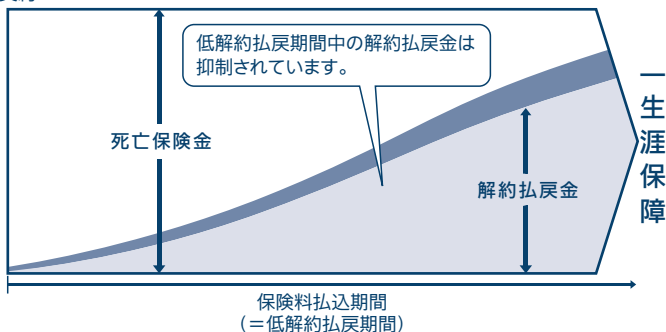 低解約払戻期間中の解約払戻金は
抑制されています。
死亡保険金
解約払戻金
一生涯保障
保険料払込期間
(＝低解約払戻期間)